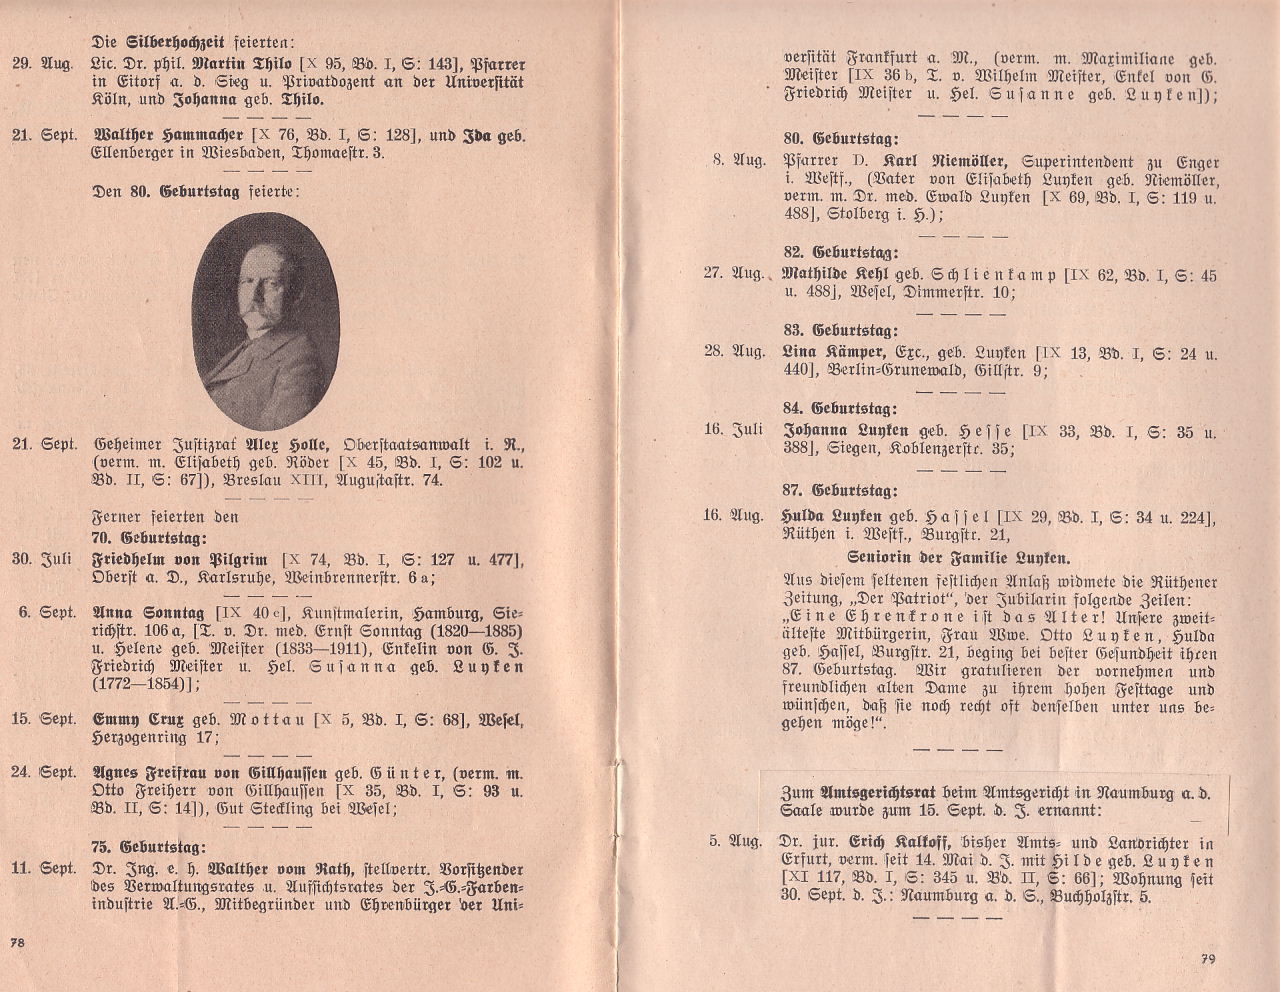 Die Silberhochzeit feierten:
29. Aug. Lic. Dr. phil. Martin Thilo [X 95, Bd. I, S: 143], Pfarrer
in Eitorf a. d. Sieg u. Privatdozent an der Universität
Köln, und Johanna geb. Thilo.
21. Sept. Walther Hammacher [X 76, Bd. I, S: 128], und Ida geb.
Ellenberger in Wiesbaden, Thomaestr. 3.
Den 80. Geburtstag feierte:
21. Sept. Geheimer Justizrat Alex Holle, Oberstaatsanwalt i. R.,
(verm. m. Elisabeth geb. Röder [X 45, Bd. I, S: 102 u.
Bd. II, S: 67]), Breslau XIII, Augustastr. 74.
Ferner feierten den
70. Geburtstag:
30. Juli Friedhelm von Pilgrim [X 74, Bd. I, S: 127 u. 477],
Oberst a. D., Karlsruhe, Weinbrennerstr. 6a;
6. Sept. Anna Sonntag [IX 40c], Kunstmalerin, Hamburg, Sie-
richstr. 106a, [T. v. Dr. med. Ernst Sonntag (1820—1885)
u. Helene geb. Meister (1833—1911), Enkelin von G. J.
Friedrich Meister u. Hel. Susanna geb. Luyken
(1772—1854)];
15. Sept. Emmy Crux geb. Mottau [X 5, Bd. I, S: 68], Wesel,
Herzogenring 17;
24. Sept. Agnes Freifrau von Gillhaussen geb. Günter, (verm. m.
Otto Freiherr von Gillhaussen [X 35, Bd. I, S: 93 u.
Bd. II, S: 14]), Gut Steckling bei Wesel;
75. Geburtstag:
11. Sept. Dr. Ing. e. h. Walther vom Rath, stellvertr. Vorsitzender
des Verwaltungsrates u. Aufsichtsrates der J.-G.-Farben-
industrie A.-G., Mitbegründer und Ehrenbürger der Uni-
78
versität Frankfurt a. M., (verm. m. Maximiliane geb.
Meister [IX 36b, T. v. Wilhelm Meister, Enkel von G.
Friedrich Meister u. Hel. Susanne geb. Luyken]);
80. Geburtstag:
8. Aug. Pfarrer D. Karl Niemöller, Superintendent zu Enger
i. Westf., (Vater von Elisabeth Luyken geb. Niemöller,
verm. m. Dr. med. Ewald Luyken [X 69, Bd. I, S: 119 u.
488], Stolberg i. H.);
82. Geburtstag:
27. Aug. Mathilde Kehl geb. Schlienkamp [IX 62, Bd. I, S: 45
u. 488], Wesel, Dimmerstr. 10;
83. Geburtstag:
28. Aug. Lina Kämper, Exc., geb. Luyken [IX 13, Bd. I, S: 24 u.
440], Berlin-Grunewald, Gillstr. 9;
84. Geburtstag:
16. Juli Johanna Luyken geb. Hesse [IX 33, Bd. I, S: 35 u.
388], Siegen, Koblenzerstr. 35;
87. Geburtstag:
16. Aug. Hulda Luyken geb. Hassel [IX 29, Bd. I, S: 34 u. 224],
Rüthen i. Westf., Burgstr. 21,
Seniorin der Familie Luyken.
Aus diesem seltenen festlichen Anlaß widmete die Rüthener
Zeitung, „Der Patriot", der Jubilarin folgende Zeilen:
„Eine Ehrenkrone ist das Alter! Unsere zweit-
älteste Mitbürgerin, Frau Wwe. Otto Luyken, Hulda
geb. Hassel, Burgstr. 21, beging bei bester Gesundheit ihren
87. Geburtstag. Wir gratulieren der vornehmen und
freundlichen alten Dame zu ihrem hohen Festtage und
wünschen, daß sie noch recht oft denselben unter uns be-
gehen möge!".
Zum Amtsgerichtsrat beim Amtsgericht in Naumburg a. d.
Saale wurde zum 15. Sept. d. J. ernannt:
5. Aug. Dr. jur. Erich Kalkoff, bisher Amts- und Landrichter in
Erfurt, verm. seit 14. Mai d. J. mit Hilde geb. Luyken
[XI 117, Bd. I, S: 345 u. Bd. II, S: 66]; Wohnung seit
30. Sept. d. J.: Naumburg a. d. S., Buchholzstr. 5.
79